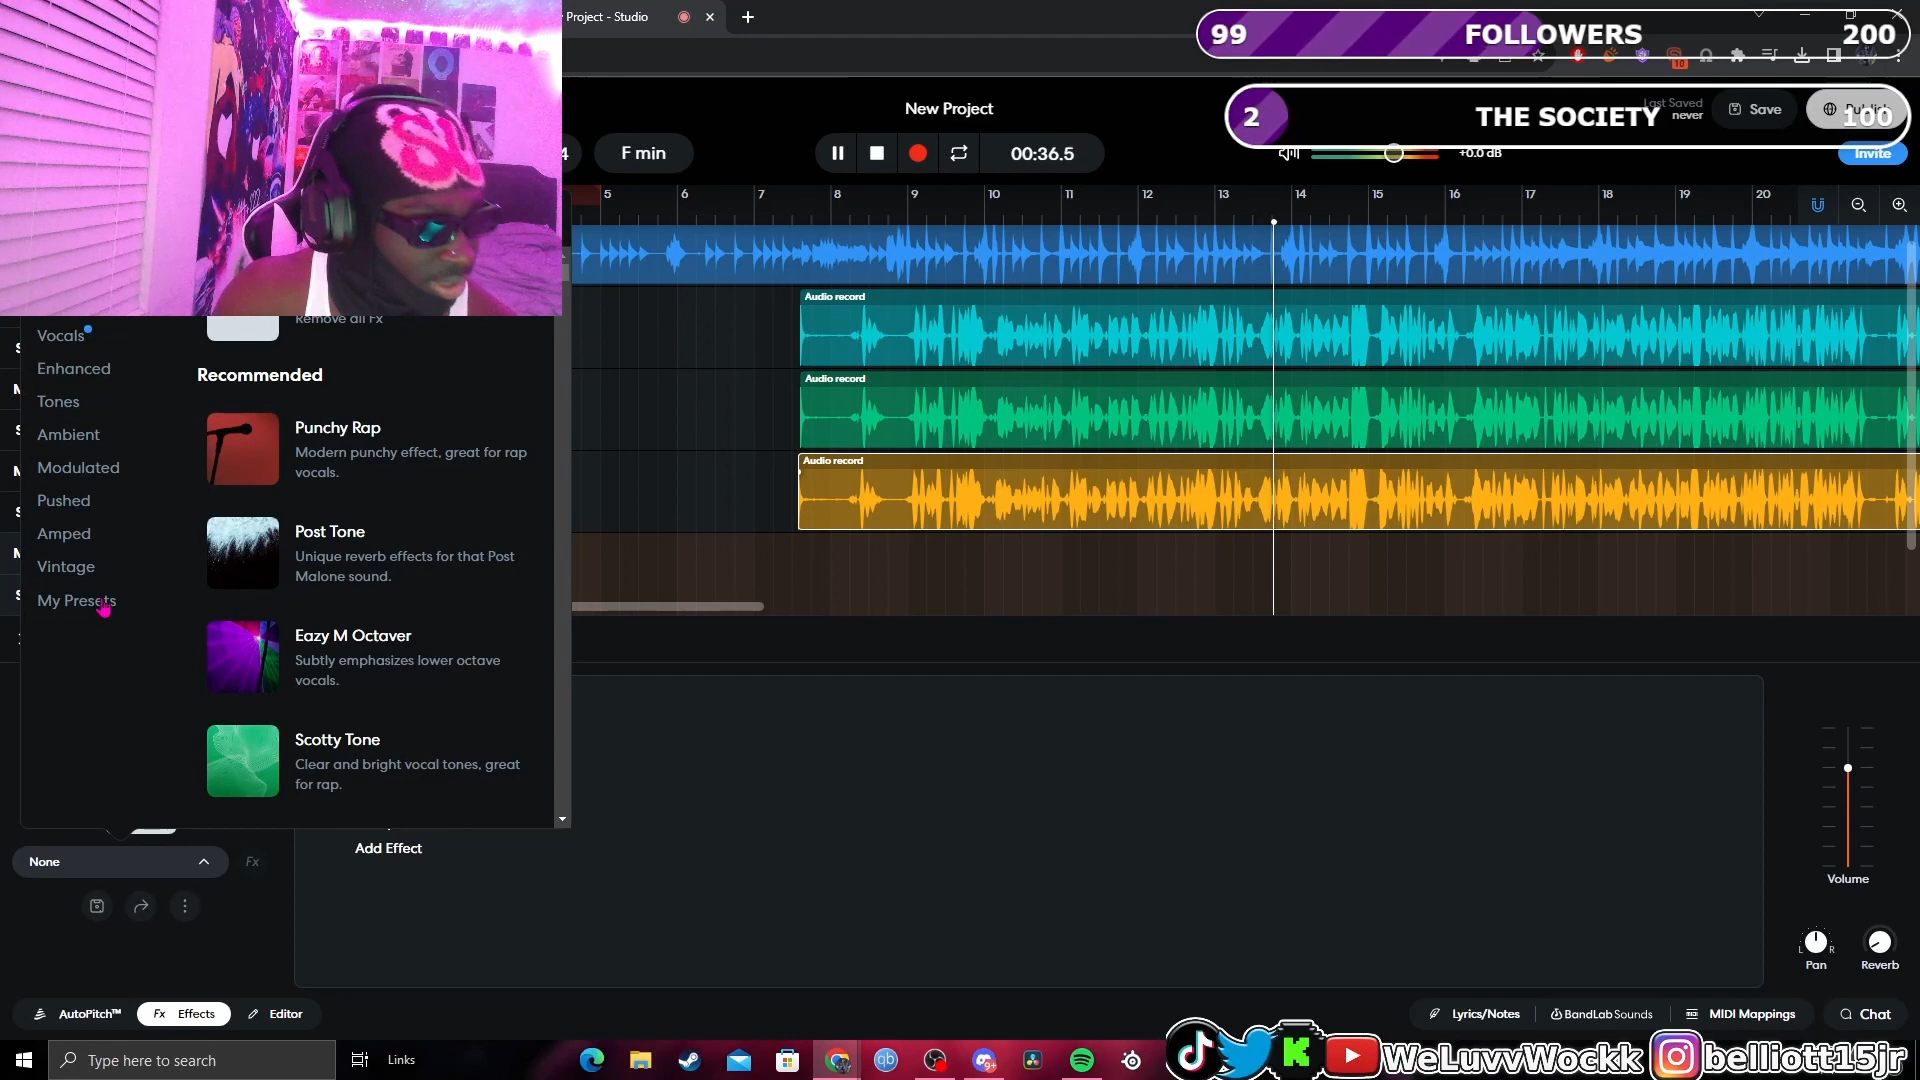 Project - Studio
99 FOLLOWERS 200
New Project
Last Saved
never
Save
2 THE SOCIETY 100
4
F min
00:36.5
+0.0 dB
Invite
5 6 7 8 9 10 11 12 13 14 15 16 17 18 19 20
Audio record
Audio record
Audio record
Remove all Fx
Vocals
Enhanced
Tones
Ambient
Modulated
Pushed
Amped
Vintage
My Presets
Recommended
Punchy Rap
Modern punchy effect, great for rap
vocals.
Post Tone
Unique reverb effects for that Post
Malone sound.
Eazy M Octaver
Subtly emphasizes lower octave
vocals.
Scotty Tone
Clear and bright vocal tones, great
for rap.
Add Effect
None
Fx
Volume
L R
Pan
Reverb
AutoPitch™
Fx Effects
Editor
Lyrics/Notes
BandLab Sounds
MIDI Mappings
Chat
Type here to search
Links
WeLuvvWockk
belliott15jr